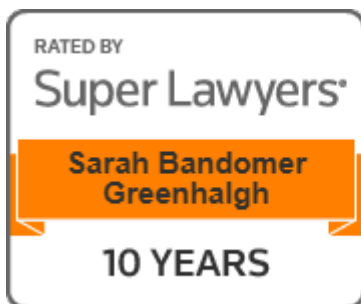 RATED BY
Super Lawyers
Sarah Bandomer
Greenhalgh
10 YEARS